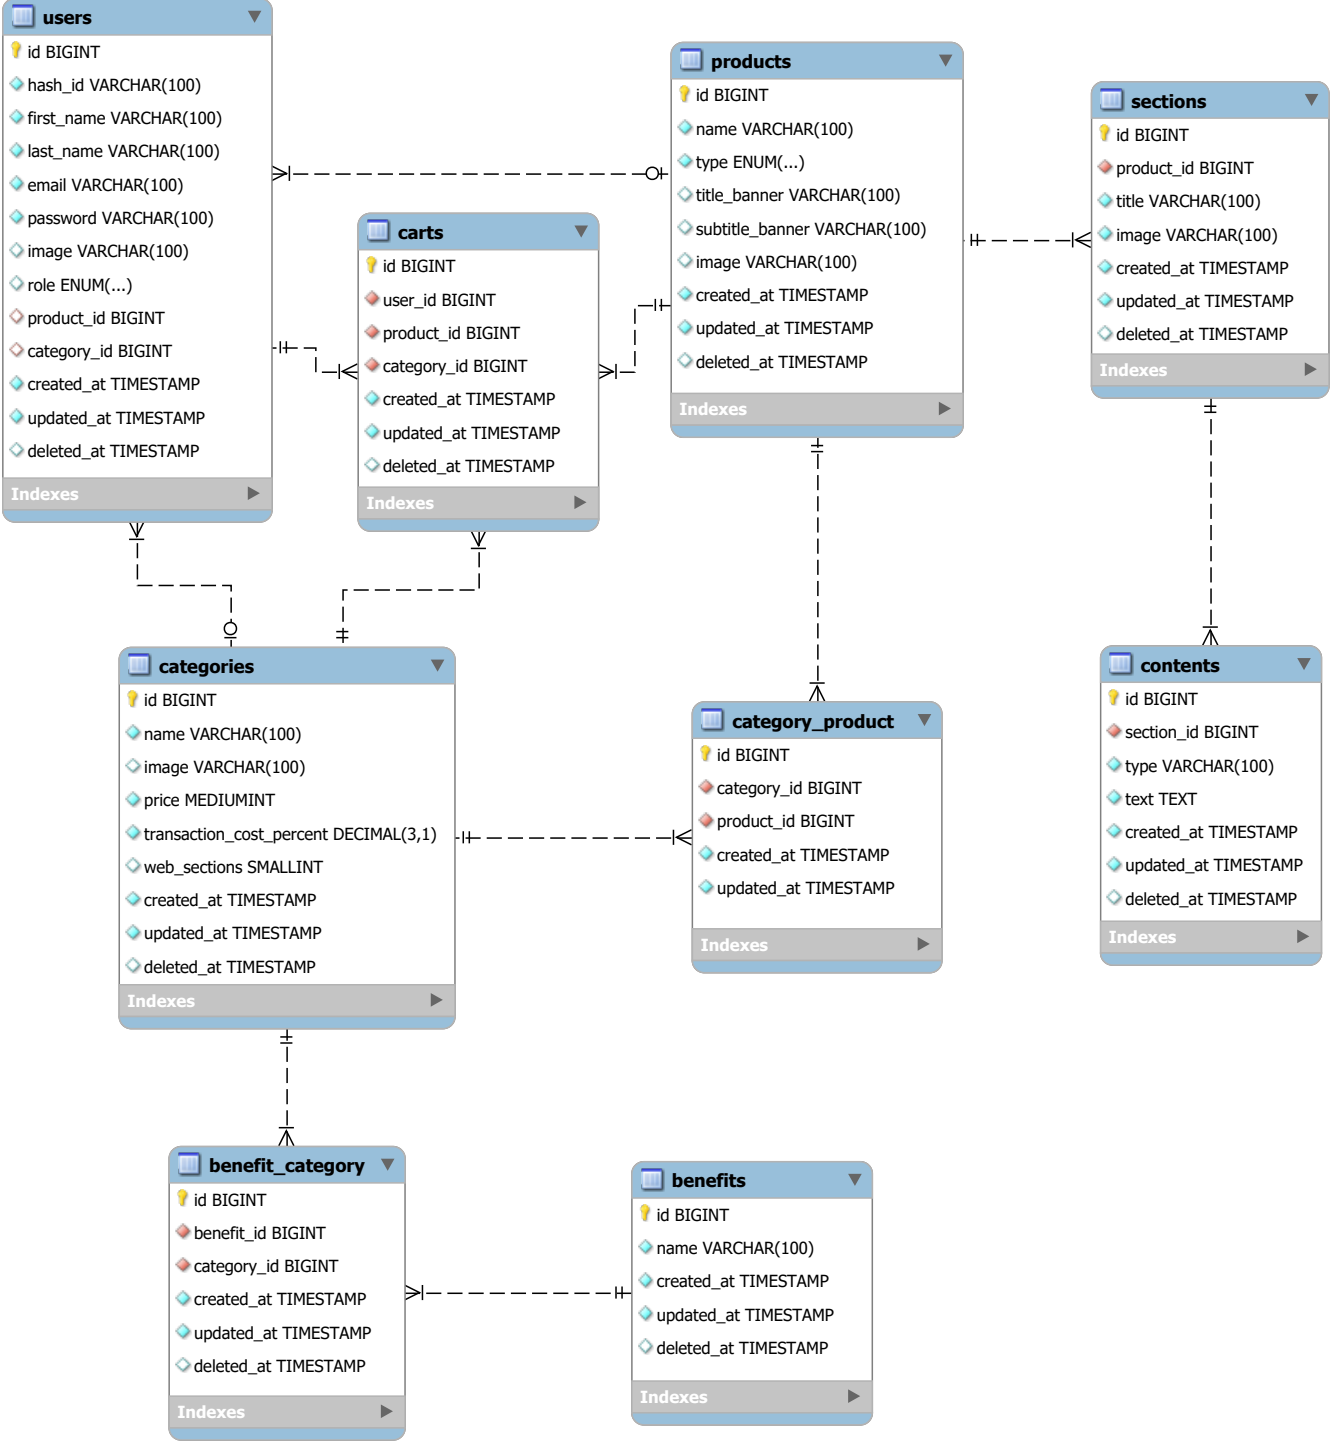 users
id BIGINT
hash_id VARCHAR(100)
first_name VARCHAR(100)
last_name VARCHAR(100)
email VARCHAR(100)
password VARCHAR(100)
image VARCHAR(100)
role ENUM(...)
product_id BIGINT
category_id BIGINT
created_at TIMESTAMP
updated_at TIMESTAMP
deleted_at TIMESTAMP
Indexes
carts
id BIGINT
user_id BIGINT
product_id BIGINT
category_id BIGINT
created_at TIMESTAMP
updated_at TIMESTAMP
deleted_at TIMESTAMP
Indexes
products
id BIGINT
name VARCHAR(100)
type ENUM(...)
title_banner VARCHAR(100)
subtitle_banner VARCHAR(100)
image VARCHAR(100)
created_at TIMESTAMP
updated_at TIMESTAMP
deleted_at TIMESTAMP
Indexes
sections
id BIGINT
product_id BIGINT
title VARCHAR(100)
image VARCHAR(100)
created_at TIMESTAMP
updated_at TIMESTAMP
deleted_at TIMESTAMP
Indexes
categories
id BIGINT
name VARCHAR(100)
image VARCHAR(100)
price MEDIUMINT
transaction_cost_percent DECIMAL(3,1)
web_sections SMALLINT
created_at TIMESTAMP
updated_at TIMESTAMP
deleted_at TIMESTAMP
Indexes
category_product
id BIGINT
category_id BIGINT
product_id BIGINT
created_at TIMESTAMP
updated_at TIMESTAMP
Indexes
contents
id BIGINT
section_id BIGINT
type VARCHAR(100)
text TEXT
created_at TIMESTAMP
updated_at TIMESTAMP
deleted_at TIMESTAMP
Indexes
benefit_category
id BIGINT
benefit_id BIGINT
category_id BIGINT
created_at TIMESTAMP
updated_at TIMESTAMP
deleted_at TIMESTAMP
Indexes
benefits
id BIGINT
name VARCHAR(100)
created_at TIMESTAMP
updated_at TIMESTAMP
deleted_at TIMESTAMP
Indexes